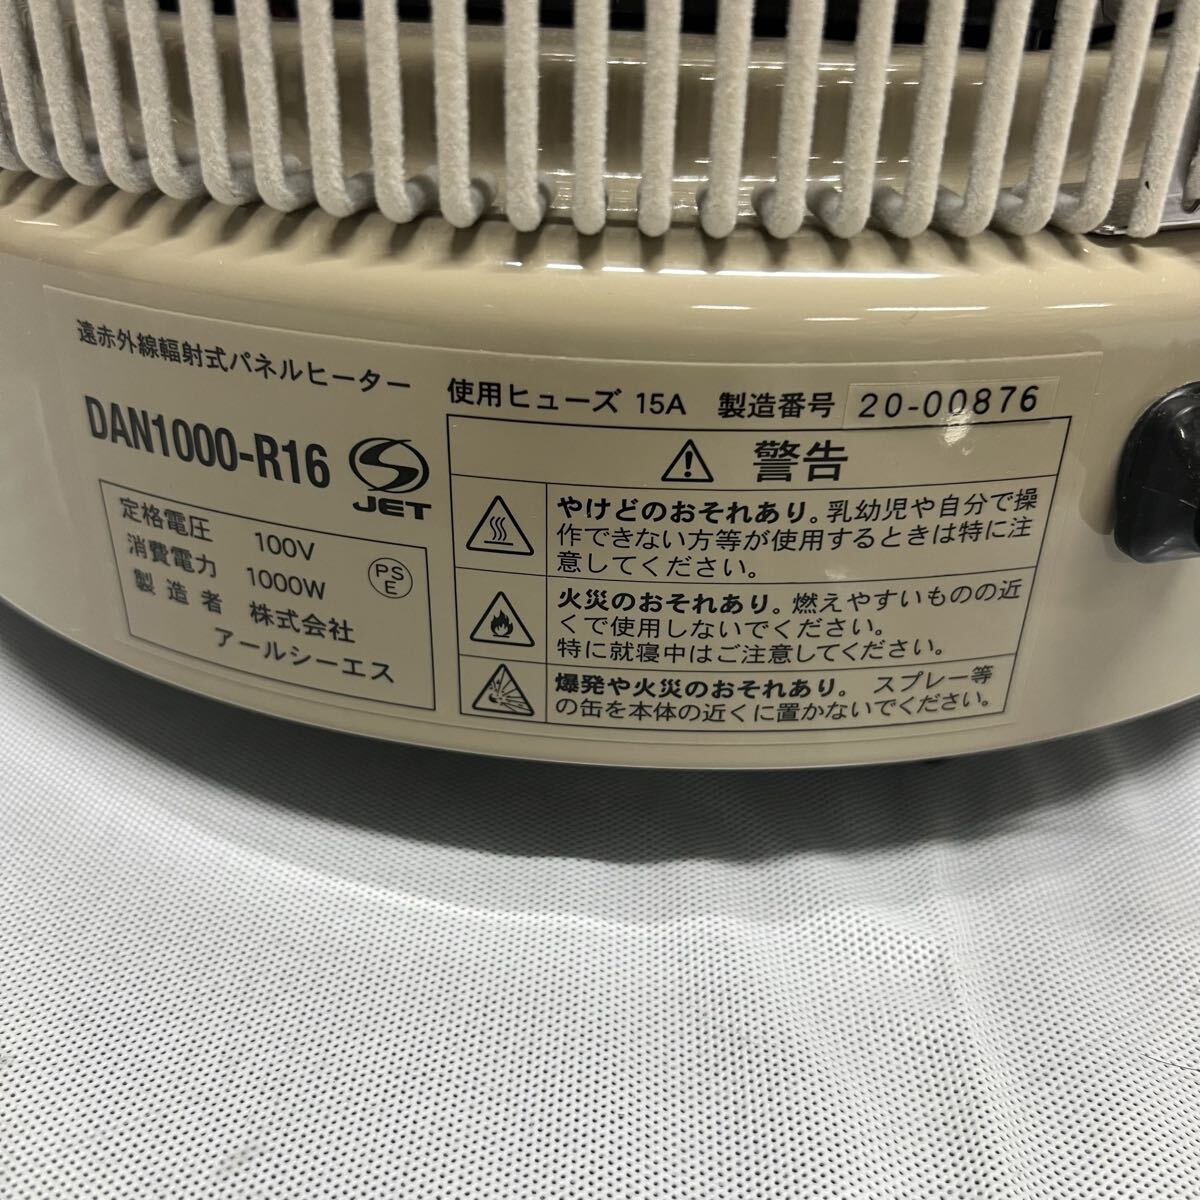 遠赤外線輻射式パネルヒーター
DAN1000-R16
JET
定格電圧 100V
消費電力 1000W
PS
E
製造者 株式会社
アールシーエス
使用ヒューズ 15A 製造番号 20-00876
警告
やけどのおそれあり。乳幼児や自分で操
作できない方等が使用するときは特に注
意してください。
火災のおそれあり。燃えやすいものの近
くで使用しないでください。
特に就寝中はご注意してください。
爆発や火災のおそれあり。 スプレー等
の缶を本体の近くに置かないでください。